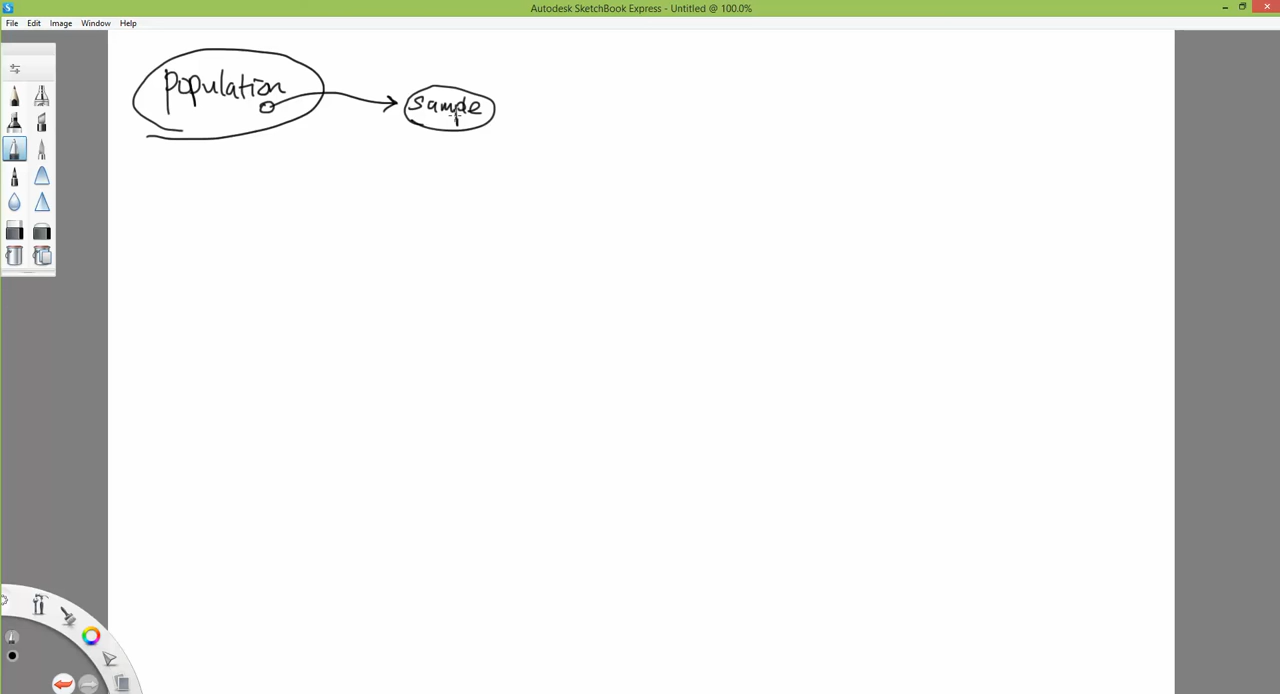 Autodesk SketchBook Express - Untitled @ 100.0%
File Edit Image Window Help
Population
Sample